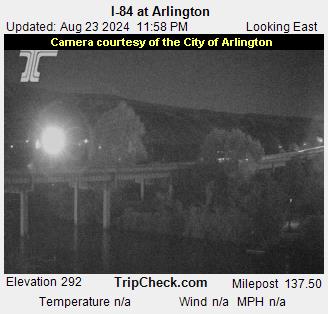 I-84 at Arlington
Updated: Aug 23 2024 11:58 PM Looking East
Camera courtesy of the City of Arlington
Elevation 292 TripCheck.com Milepost 137.50
Temperature n/a Wind n/a MPH n/a